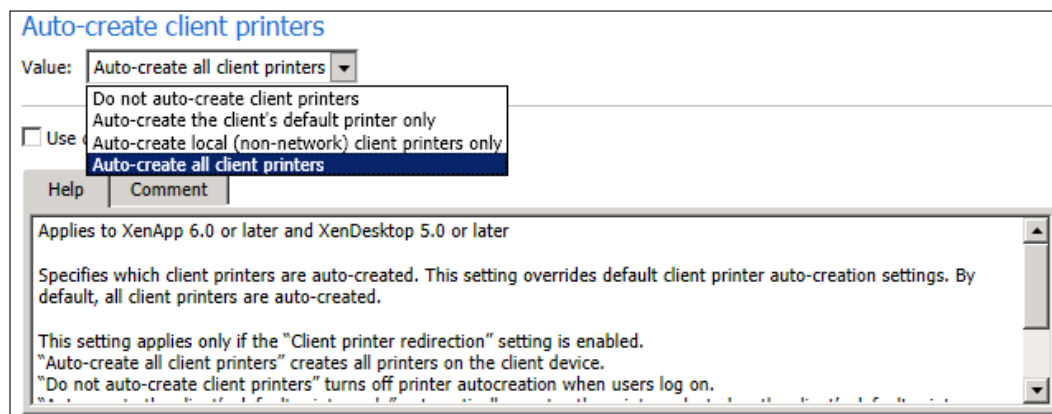 Auto-create client printers
Value: Auto-create all client printers
Do not auto-create client printers
Auto-create the client's default printer only
Use
Auto-create local (non-network) client printers only
Auto-create all client printers
Help Comment
Applies to XenApp 6.0 or later and XenDesktop 5.0 or later
Specifies which client printers are auto-created. This setting overrides default client printer auto-creation settings. By
default, all client printers are auto-created.
This setting applies only if the "Client printer redirection" setting is enabled.
"Auto-create all client printers" creates all printers on the client device.
"Do not auto-create client printers" turns off printer autocreation when users log on.